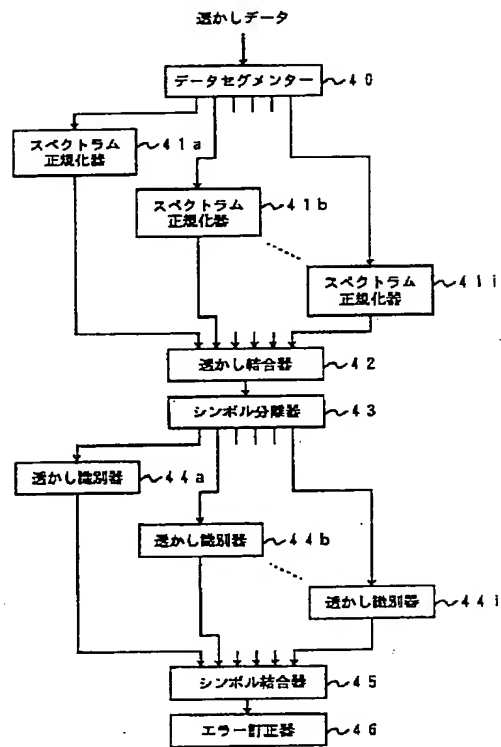 透かしデータ
データセグメンター 40
スペクトラム
正規化器 41a
スペクトラム
正規化器 41b
スペクトラム
正規化器 41i
透かし結合器 42
シンボル分離器 43
透かし識別器 44a
透かし識別器 44b
透かし識別器 44i
シンボル結合器 45
エラー訂正器 46